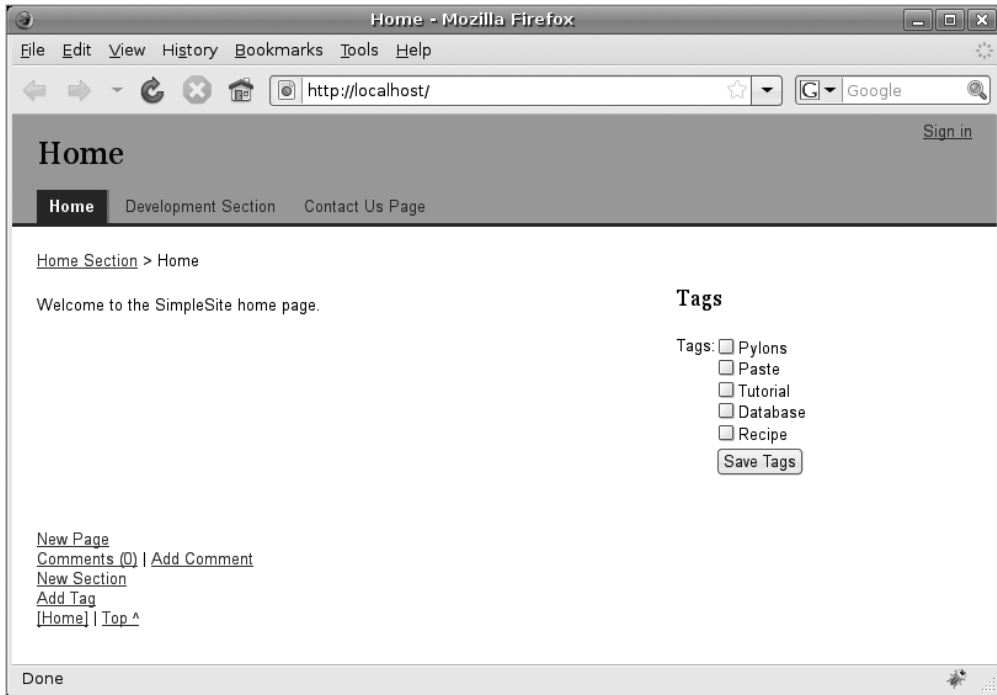 Home - Mozilla Firefox
File Edit View History Bookmarks Tools Help
http://localhost/
G Google
Sign in
Home
Home Development Section Contact Us Page
Home Section > Home
Welcome to the SimpleSite home page.
Tags
Tags: Pylons
Paste
Tutorial
Database
Recipe
Save Tags
New Page
Comments (0) | Add Comment
New Section
Add Tag
[Home] | Top ^
Done